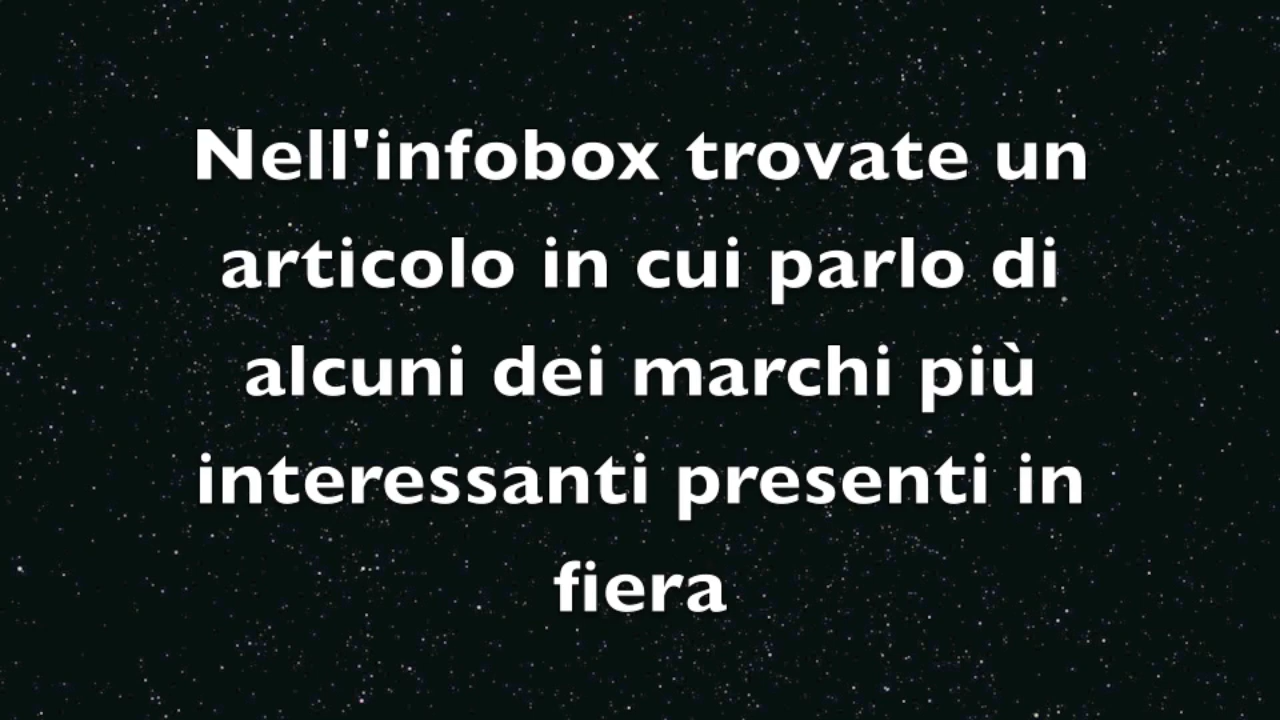 Nell'infobox trovate un
articolo in cui parlo di
alcuni dei marchi più
interessanti presenti in
fiera